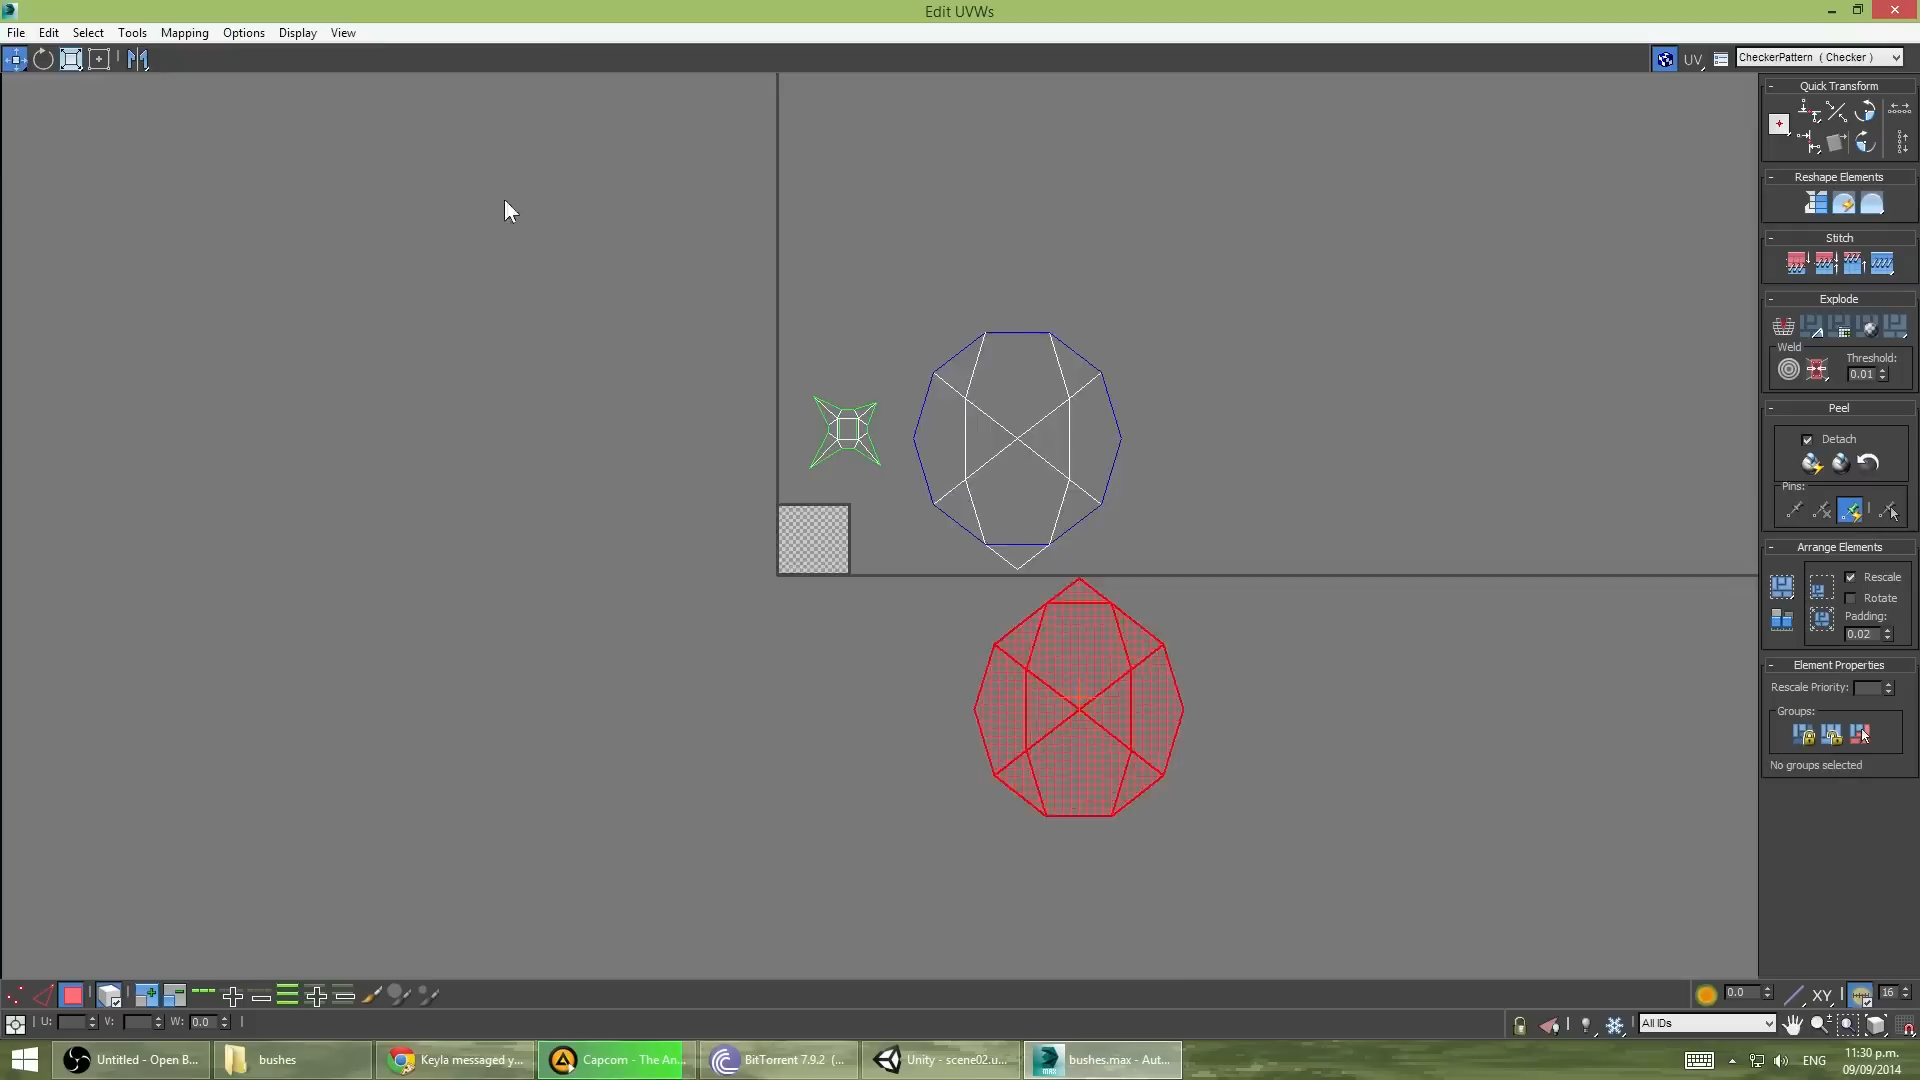 Edit UVWs
File Edit Select Tools Mapping Options Display View
UV CheckerPattern ( Checker )
Quick Transform
Reshape Elements
Stitch
Explode
Weld
Threshold:
0.01
Peel
Detach
Pins:
Arrange Elements
Rescale
Rotate
Padding:
0.02
Element Properties
Rescale Priority:
Groups:
No groups selected
0.0 XY 16
U: V: W: 0.0 All IDs
Untitled - Open B... bushes Keyla messaged y... Capcom - The An... BitTorrent 7.9.2 (... Unity - scene02.u... bushes.max - Aut... ENG
11:30 p.m.
09/09/2014